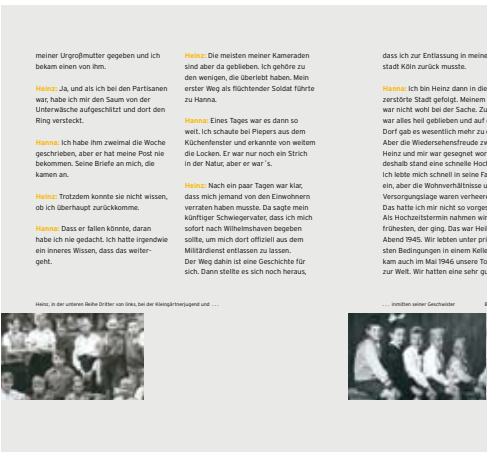 meiner Urgroßmutter gegeben und ich
bekam einen von ihm.
Heinz: Ja, und als ich bei den Partisanen
war, habe ich mir den Saum von der
Unterwäsche aufgeschlitzt und dort den
Ring versteckt.
Hanna: Ich habe ihm zweimal die Woche
geschrieben, aber er hat meine Post nie
bekommen. Seine Briefe an mich, die
kamen an.
Heinz: Trotzdem konnte sie nicht wissen,
ob ich überhaupt zurückkomme.
Hanna: Dass er fallen könnte, daran
habe ich nie gedacht. Ich hatte irgendwie
ein inneres Wissen, dass das weiter-
geht.
Heinz: Die meisten meiner Kameraden
sind aber da geblieben. Ich gehöre zu
den wenigen, die überlebt haben. Mein
erster Weg als flüchtender Soldat führte
zu Hanna.
Hanna: Eines Tages war es dann so
weit. Ich schaute bei Piepers aus dem
Küchenfenster und erkannte von weitem
die Locken. Er war nur noch ein Strich
in der Natur, aber er war´s.
Heinz: Nach ein paar Tagen war klar,
dass mich jemand von den Einwohnern
verraten haben musste. Da sagte mein
künftiger Schwiegervater, dass ich mich
sofort nach Wilhelmshaven begeben
sollte, um mich dort offiziell aus dem
Militärdienst entlassen zu lassen.
Der Weg dahin ist eine Geschichte für
sich. Dann stellte es sich noch heraus,
dass ich zur Entlassung in meine
stadt Köln zurück musste.
Hanna: Ich bin Heinz dann in die
zerstörte Stadt gefolgt. Meinem
war nicht wohl bei der Sache. Zu
war alles heil geblieben und auf
Dorf gab es wesentlich mehr zu
Aber die Wiedersehensfreude zw
Heinz und mir war gesegnet wor
deshalb stand eine schnelle Hoch
Ich lebte mich schnell in seine Fa
ein, aber die Wohnverhältnisse u
Versorgungslage waren verheere
Das hatte ich mir nicht so vorges
Als Hochzeitstermin nahmen wir
frühesten, der ging. Das war Heil
Abend 1945. Wir lebten unter pri
sten Bedingungen in einem Kelle
kam auch im Mai 1946 unsere To
zur Welt. Wir hatten eine sehr gu
Heinz, in der unteren Reihe Dritter von links, bei der Kleingärtnerjugend und . . .
. . . inmitten seiner Geschwister